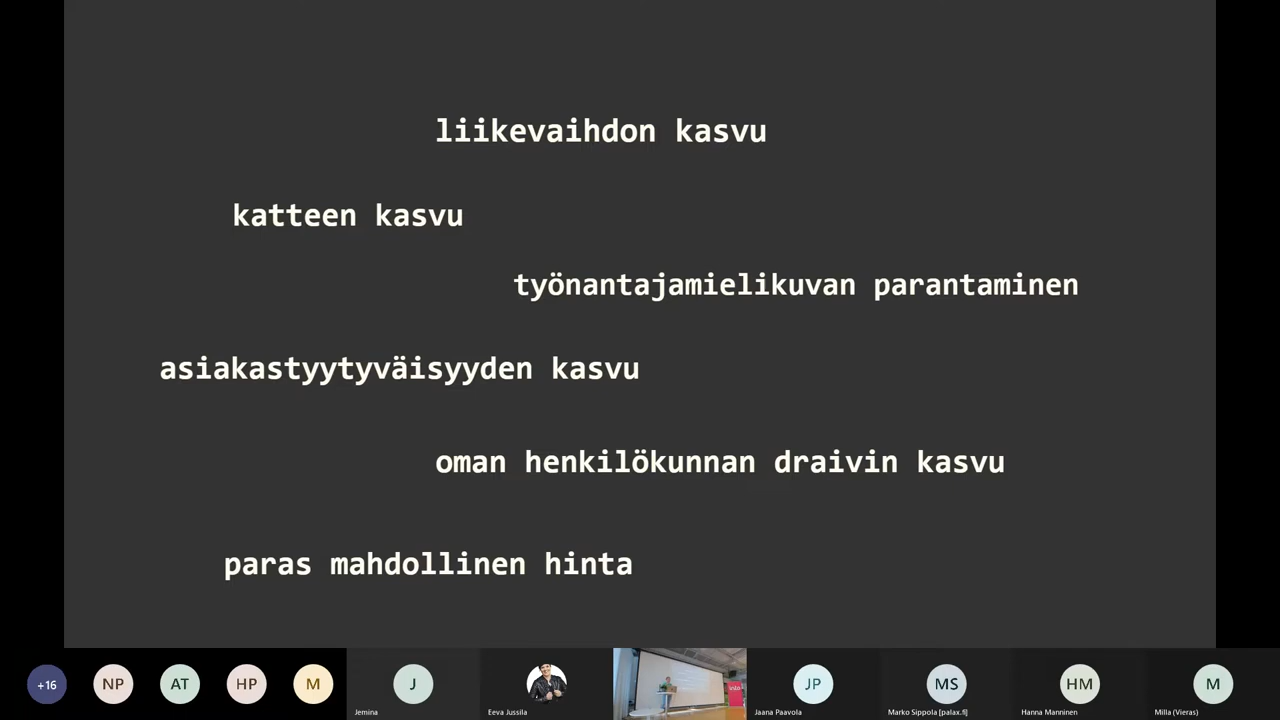 liikevaihdon kasvu
katteen kasvu
työnantajamielikuvan parantaminen
asiakastyytyväisyyden kasvu
oman henkilökunnan draivin kasvu
paras mahdollinen hinta
+16
NP
AT
HP
M
J
JP
MS
HM
M
Jemina
Eeva Jussila
Jaana Paavola
Marko Sippola [palax.fi]
Hanna Manninen
Milla (Vieras)